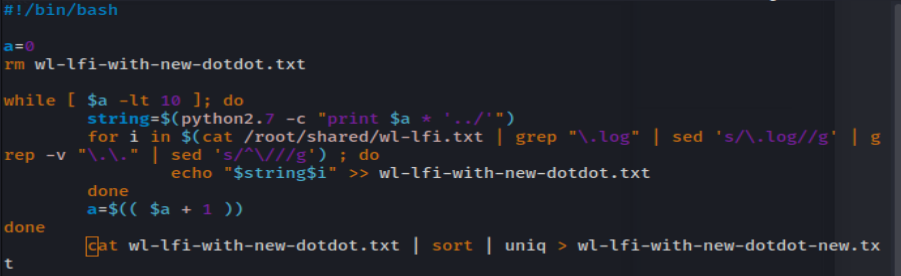 #!/bin/bash
a=0
rm wl-lfi-with-new-dotdot.txt
while [ $a -lt 10 ]; do
string=$(python2.7 -c "print $a * '../'")
for i in $(cat /root/shared/wl-lfi.txt | grep "\.log" | sed 's/\.log//g' | g
rep -v "\.\." | sed 's/^\///g') ; do
echo "$string$i" >> wl-lfi-with-new-dotdot.txt
done
a=$(( $a + 1 ))
done
cat wl-lfi-with-new-dotdot.txt | sort | uniq > wl-lfi-with-new-dotdot-new.tx
t